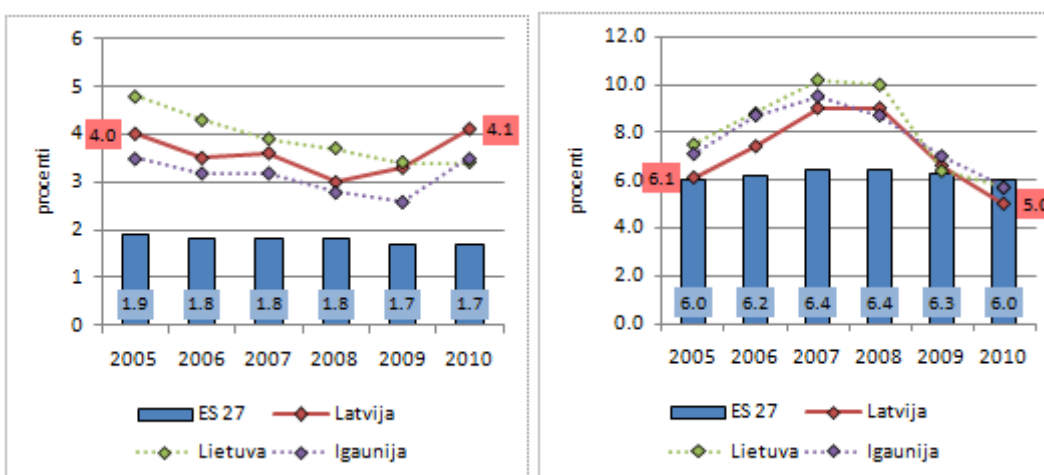 6
5
4
3
2
1
0
procenti
4.0
4.1
1.9 1.8 1.8 1.8 1.7 1.7
2005 2006 2007 2008 2009 2010
ES 27 Latvija
Lietuva Igaunija
12.0
10.0
8.0
6.0
4.0
2.0
0.0
procenti
6.1
5.0
6.0 6.2 6.4 6.4 6.3 6.0
2005 2006 2007 2008 2009 2010
ES 27 Latvija
Lietuva Igaunija